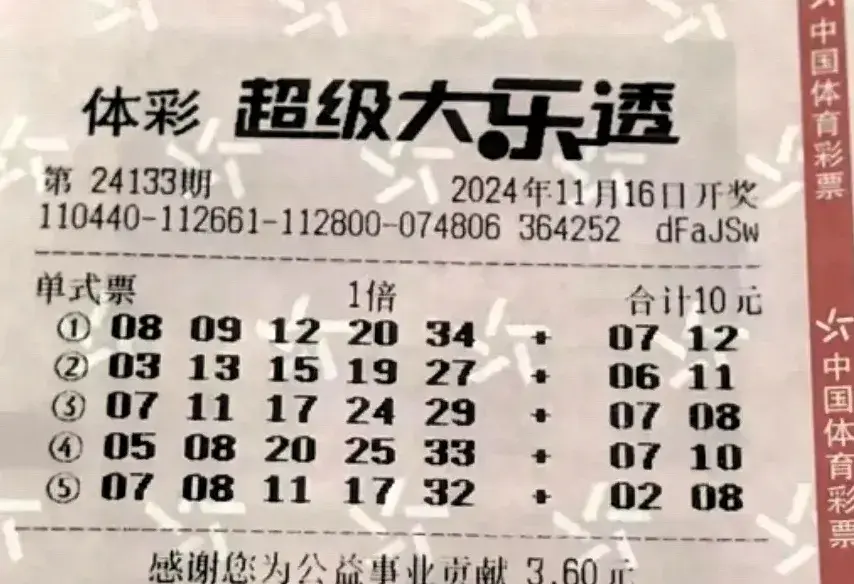 体彩 超级大乐透
第 24133期 2024年11月16日开奖
110440-112661-112800-074806 364252 dFaJSw
单式票 1倍 合计10元
① 08 09 12 20 34 + 07 12
② 03 13 15 19 27 + 06 11
③ 07 11 17 24 29 + 07 08
④ 05 08 20 25 33 + 07 10
⑤ 07 08 11 17 32 + 02 08
感谢您为公益事业贡献 3.60元
中国体育彩票
中国体育彩票